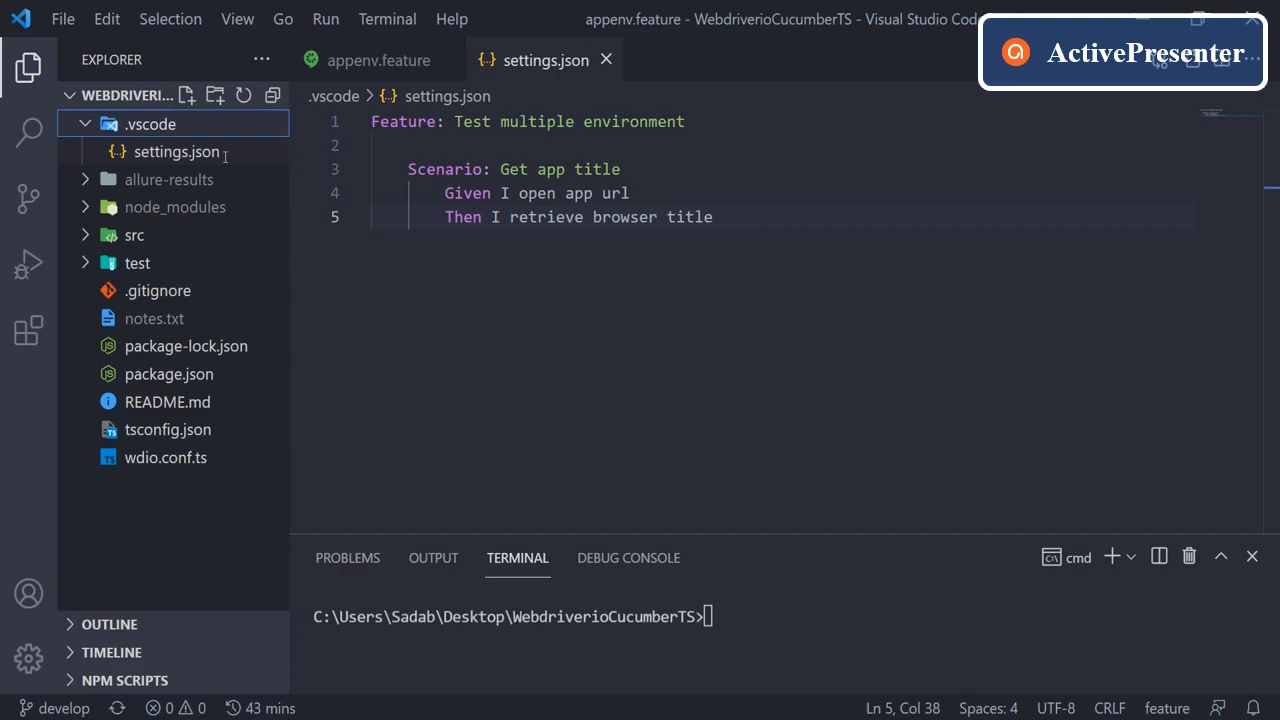 File Edit Selection View Go Run Terminal Help appenv.feature - WebdriverioCucumberTS - Visual Studio Cod
ActivePresenter
EXPLORER
appenv.feature
settings.json
WEBDRIVERI...
.vscode
settings.json
allure-results
node_modules
src
test
.gitignore
notes.txt
package-lock.json
package.json
README.md
tsconfig.json
wdio.conf.ts
OUTLINE
TIMELINE
NPM SCRIPTS
.vscode > {..} settings.json
1 Feature: Test multiple environment
2
3 Scenario: Get app title
4 Given I open app url
5 Then I retrieve browser title
PROBLEMS OUTPUT TERMINAL DEBUG CONSOLE
cmd
C:\Users\Sadab\Desktop\WebdriverioCucumberTS>
develop 0 0 43 mins Ln 5, Col 38 Spaces: 4 UTF-8 CRLF feature